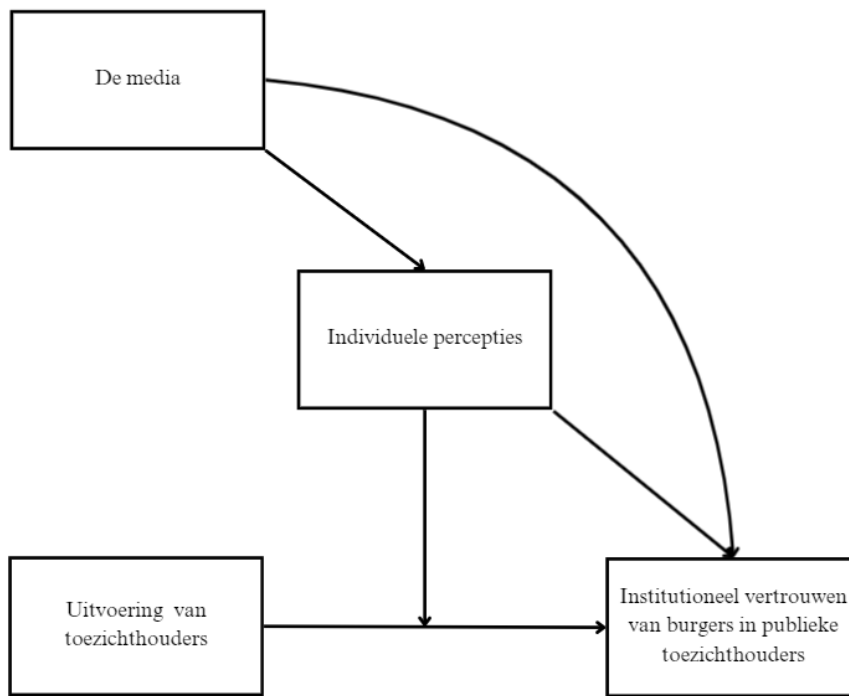 De media
Individuele percepties
Uitvoering van
toezichthouders
Institutioneel vertrouwen
van burgers in publieke
toezichthouders